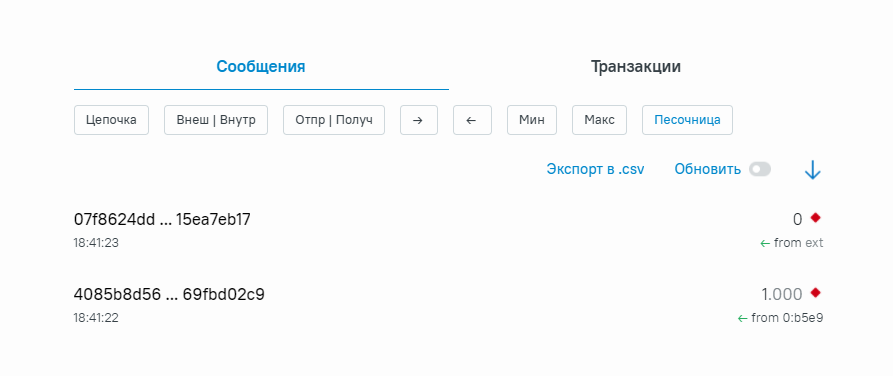 Сообщения Транзакции
Цепочка Внеш | Внутр Отпр | Получ → ← Мин Макс Песочница
Экспорт в .csv Обновить ↓
07f8624dd ... 15ea7eb17 0
18:41:23 ← from ext
4085b8d56 ... 69fbd02c9 1.000
18:41:22 ← from 0:b5e9